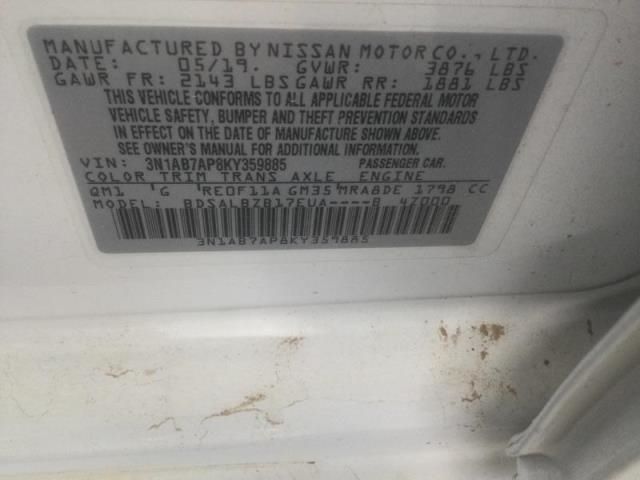 MANUFACTURED BY NISSAN MOTOR CO., LTD.
DATE: 05/19. GVWR: 3876 LBS
GAWR FR: 2143 LBS GAWR RR: 1881 LBS
THIS VEHICLE CONFORMS TO ALL APPLICABLE FEDERAL MOTOR
VEHICLE SAFETY, BUMPER AND THEFT PREVENTION STANDARDS
IN EFFECT ON THE DATE OF MANUFACTURE SHOWN ABOVE.
SEE OWNER'S MANUAL FOR ADDITIONAL INFORMATION.
VIN: 3N1AB7AP8KY359885 PASSENGER CAR.
COLOR TRIM TRANS AXLE ENGINE
QM1 'G 'RE0F11A GM35 'MRA8DE 1798 CC
MODEL: BDSALBZB17EUA----B 47000
3N1AB7AP8KY359885